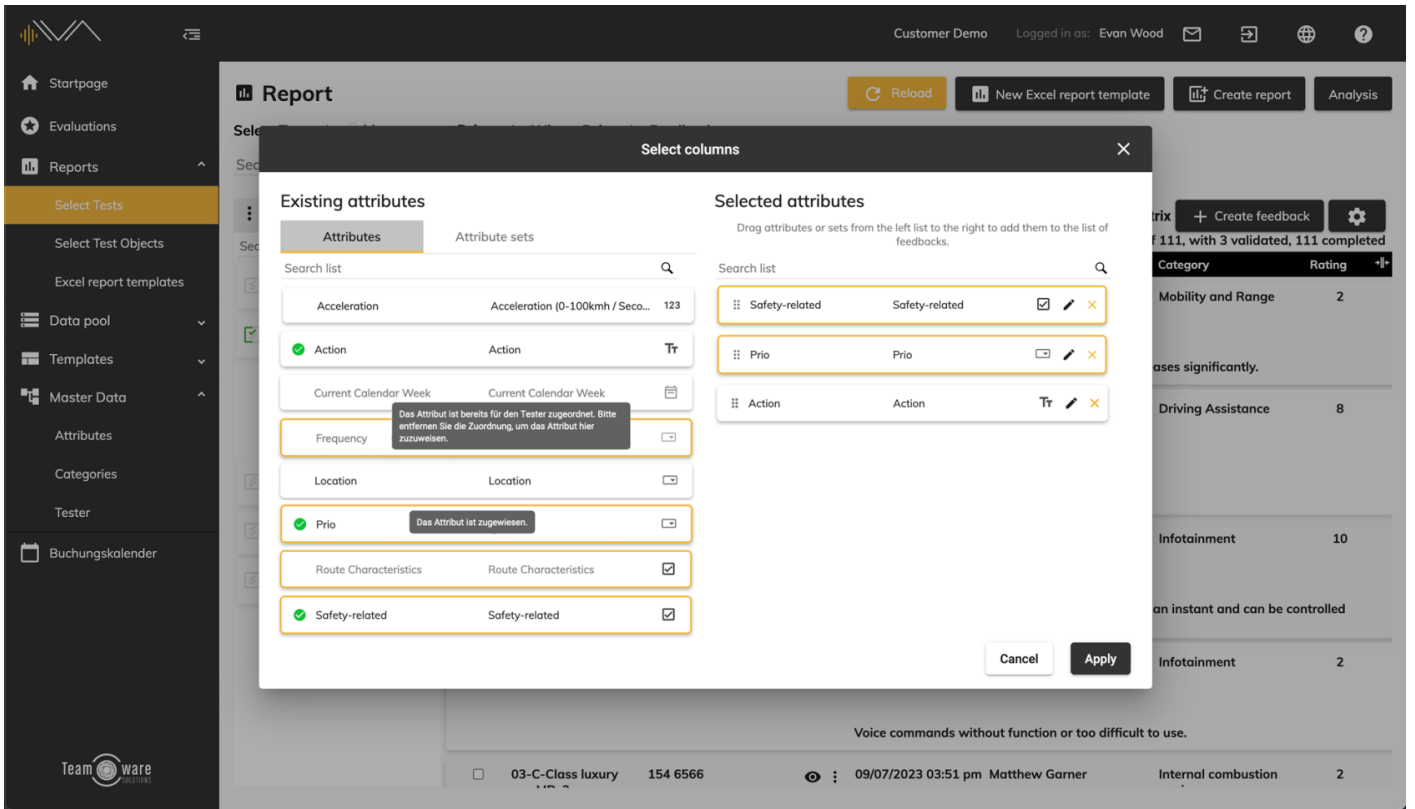 Customer Demo Logged in as: Evan Wood
Startpage
Evaluations
Reports
Select Tests
Select Test Objects
Excel report templates
Data pool
Templates
Master Data
Attributes
Categories
Tester
Buchungskalender
Team ware
SOLUTIONS
Report
Reload
New Excel report template
Create report
Analysis
Sele
Sea
Select columns
Existing attributes
Attributes Attribute sets
Search list
Acceleration Acceleration (0-100kmh / Seco... 123
Action Action Tт
Current Calendar Week Current Calendar Week
Das Attribut ist bereits für den Tester zugeordnet. Bitte
entfernen Sie die Zuordnung, um das Attribut hier
zuzuweisen.
Frequency
Location Location
Prio
Das Attribut ist zugewiesen.
Route Characteristics Route Characteristics
Safety-related Safety-related
Selected attributes
Drag attributes or sets from the left list to the right to add them to the list of
feedbacks.
Search list
Safety-related Safety-related
Prio Prio
Action Action Tт
Cancel Apply
trix + Create feedback
f 111, with 3 validated, 111 completed
Category Rating
Mobility and Range 2
ases significantly.
Driving Assistance 8
Infotainment 10
an instant and can be controlled
Infotainment 2
Voice commands without function or too difficult to use.
03-C-Class luxury 154 6566 09/07/2023 03:51 pm Matthew Garner Internal combustion 2